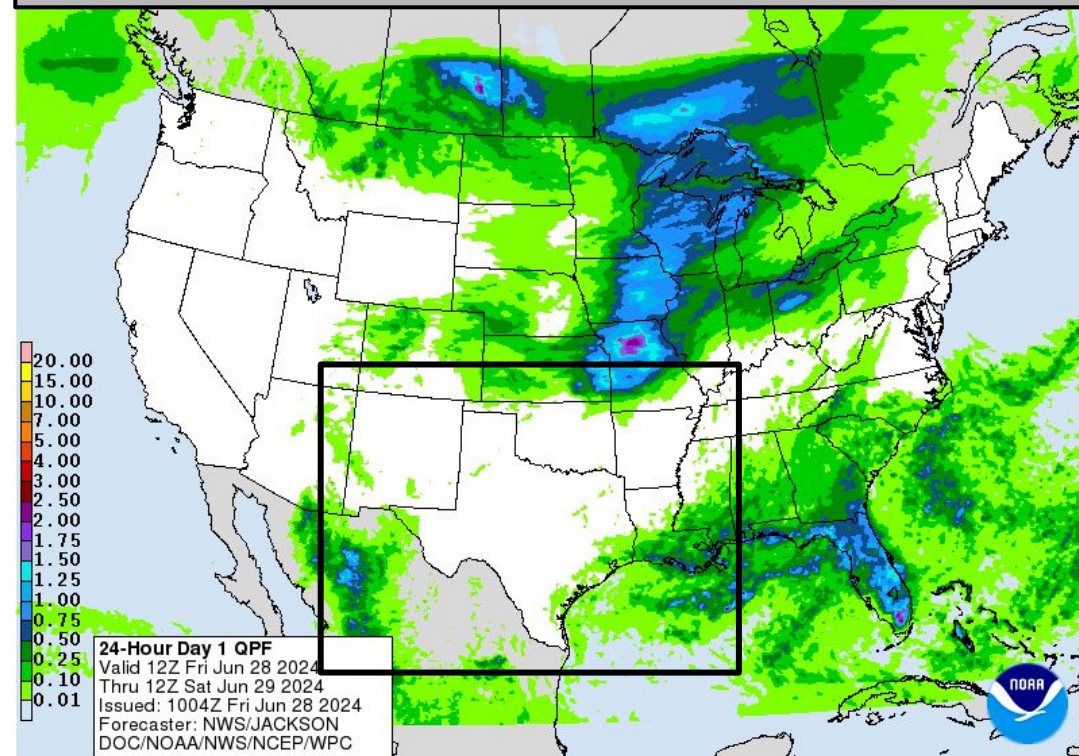 20.00
15.00
10.00
7.00
5.00
4.00
3.00
2.50
2.00
1.75
1.50
1.25
1.00
0.75
0.50
0.25
0.10
0.01
24-Hour Day 1 QPF
Valid 12Z Fri Jun 28 2024
Thru 12Z Sat Jun 29 2024
Issued: 1004Z Fri Jun 28 2024
Forecaster: NWS/JACKSON
DOC/NOAA/NWS/NCEP/WPC
NOAA